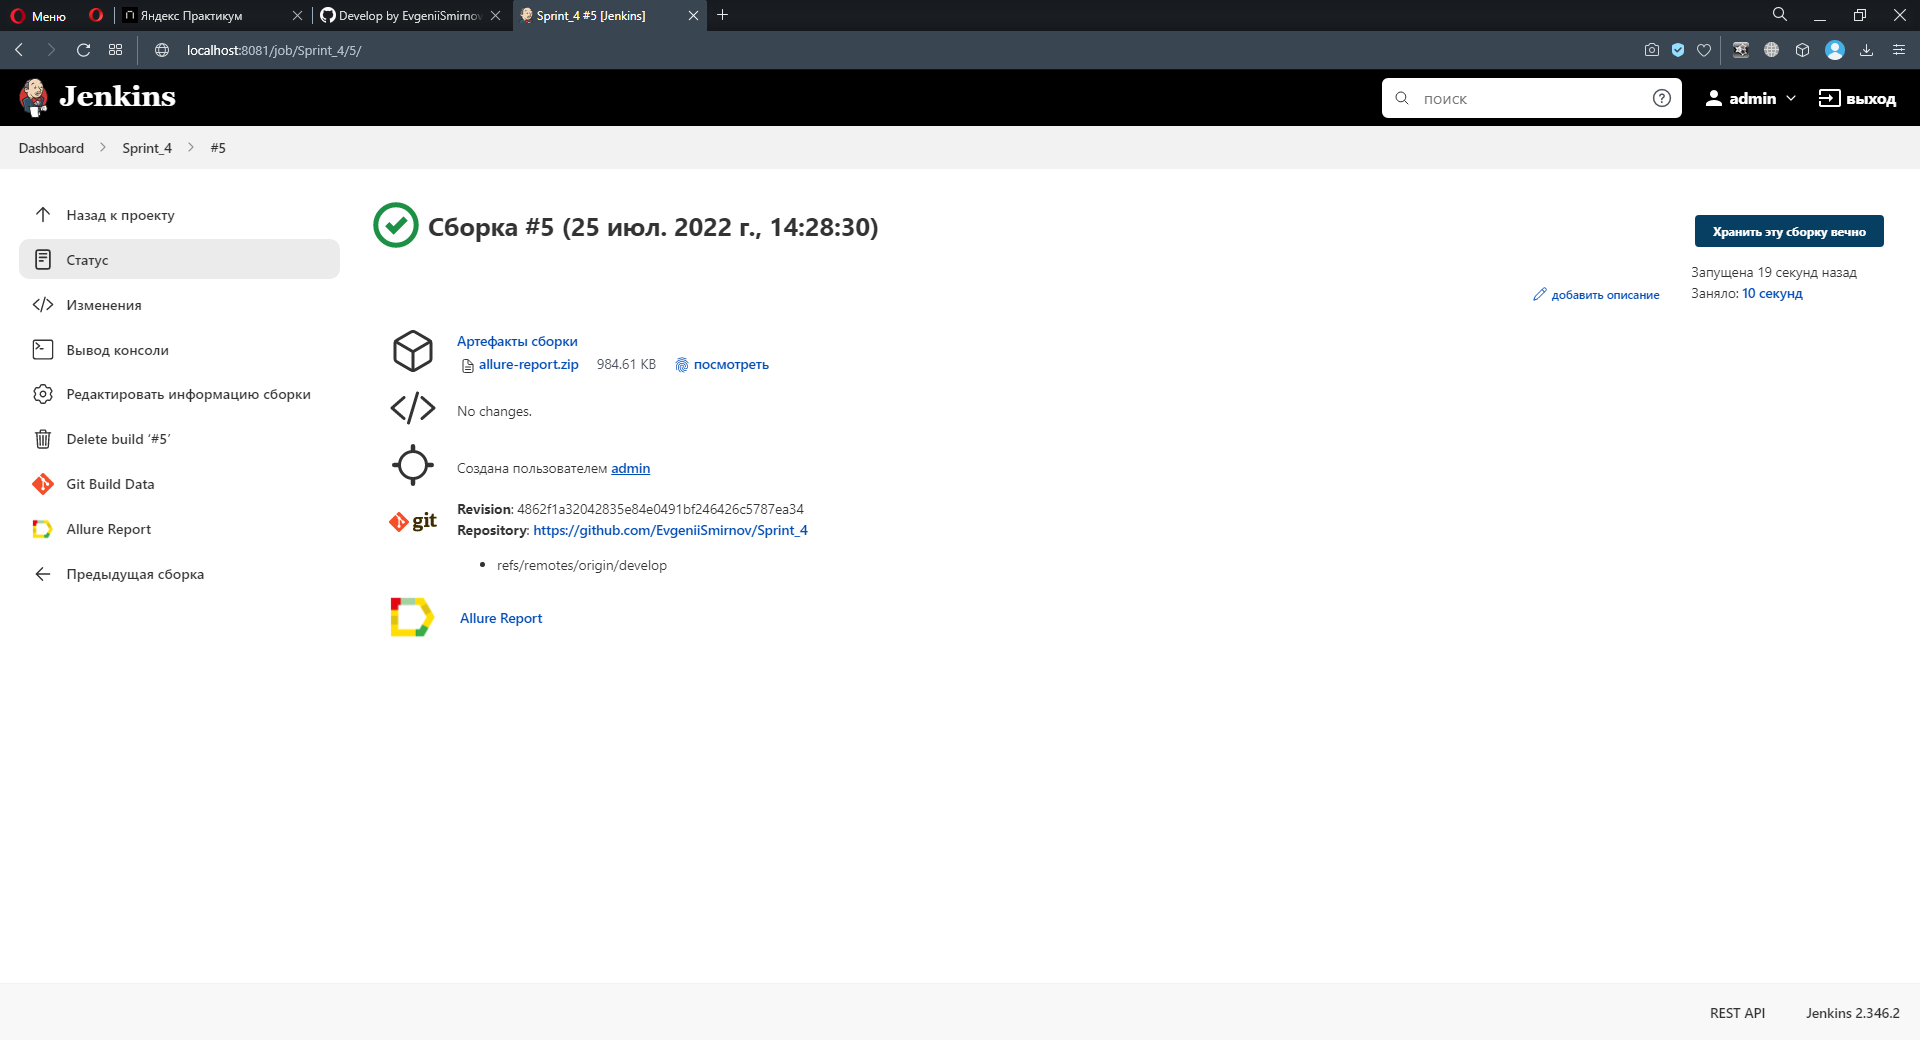 Меню
Яндекс Практикум
Develop by EvgeniiSmirnov
Sprint_4 #5 [Jenkins]
localhost:8081/job/Sprint_4/5/
Jenkins
поиск
admin
выход
Dashboard
Sprint_4
#5
Назад к проекту
Статус
Изменения
Вывод консоли
Редактировать информацию сборки
Delete build ‘#5’
Git Build Data
Allure Report
Предыдущая сборка
Сборка #5 (25 июл. 2022 г., 14:28:30)
Хранить эту сборку вечно
Запущена 19 секунд назад
Заняло: 10 секунд
добавить описание
Артефакты сборки
allure-report.zip 984.61 KB посмотреть
No changes.
Создана пользователем admin
git
Revision: 4862f1a32042835e84e0491bf246426c5787ea34
Repository: https://github.com/EvgeniiSmirnov/Sprint_4
refs/remotes/origin/develop
Allure Report
REST API
Jenkins 2.346.2